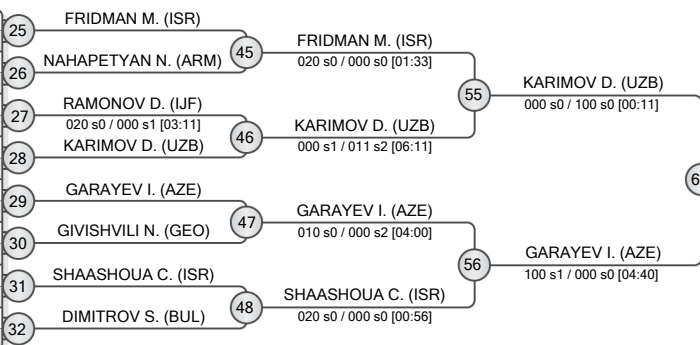 25
FRIDMAN M. (ISR)
26
NAHAPETYAN N. (ARM)
45
FRIDMAN M. (ISR)
020 s0 / 000 s0 [01:33]
27
RAMONOV D. (IJF)
020 s0 / 000 s1 [03:11]
28
KARIMOV D. (UZB)
46
KARIMOV D. (UZB)
000 s1 / 011 s2 [06:11]
55
KARIMOV D. (UZB)
000 s0 / 100 s0 [00:11]
29
GARAYEV I. (AZE)
30
GIVISHVILI N. (GEO)
47
GARAYEV I. (AZE)
010 s0 / 000 s2 [04:00]
31
SHAASHOUA C. (ISR)
32
DIMITROV S. (BUL)
48
SHAASHOUA C. (ISR)
020 s0 / 000 s0 [00:56]
56
GARAYEV I. (AZE)
100 s1 / 000 s0 [04:40]